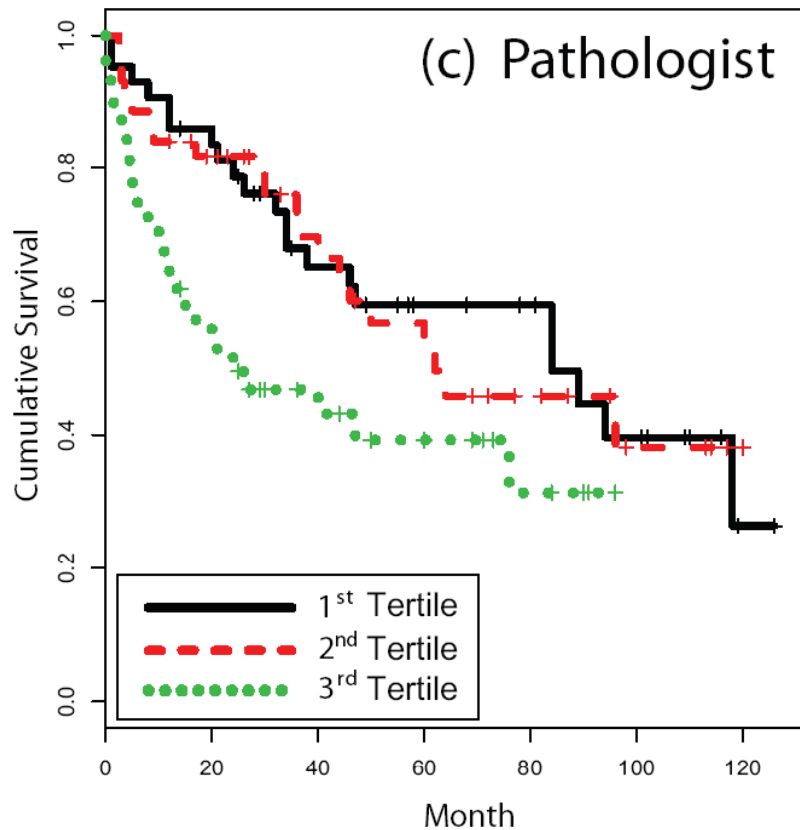 (c) Pathologist
Cumulative Survival
1.0
0.8
0.6
0.4
0.2
0.0
1st Tertile
2nd Tertile
3rd Tertile
0 20 40 60 80 100 120
Month